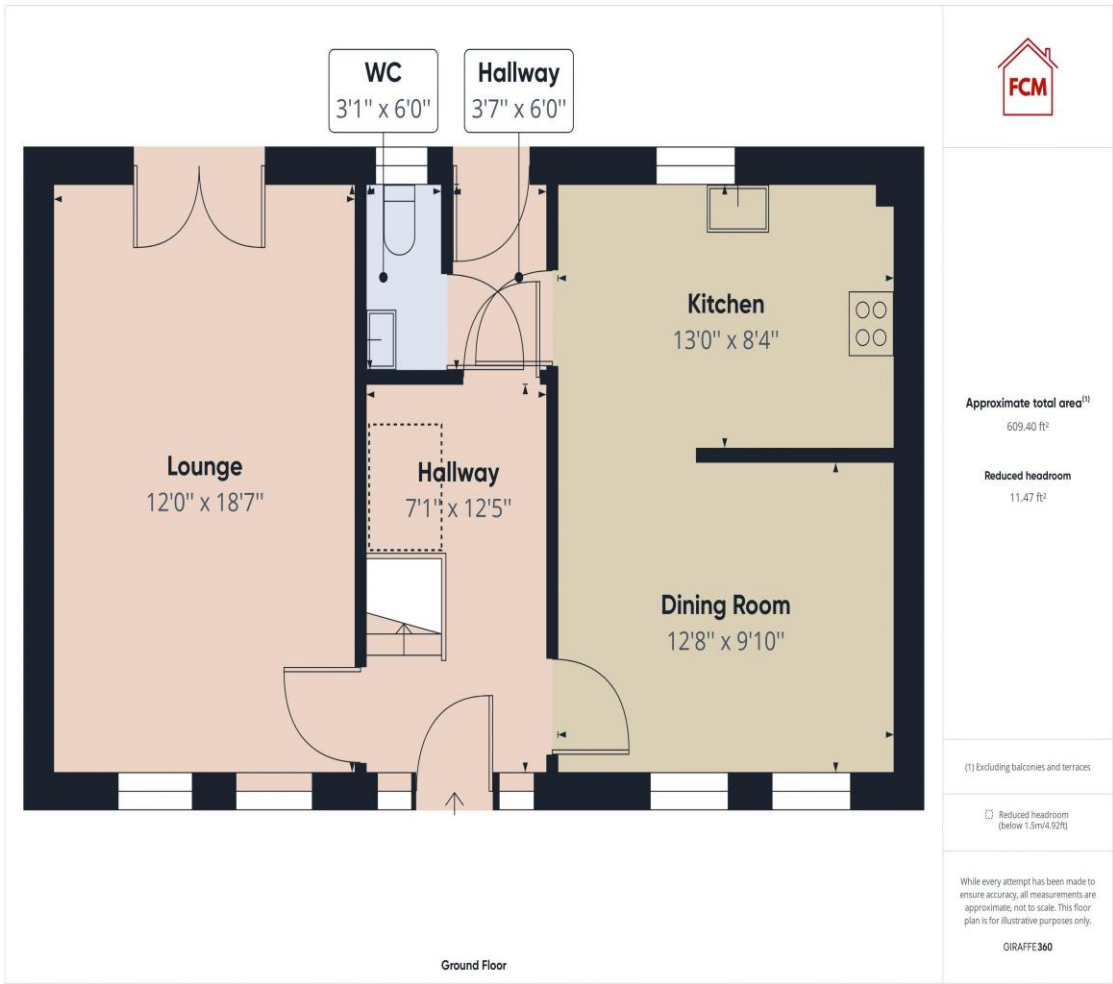 WC
3'1" x 6'0"
Hallway
3'7" x 6'0"
Kitchen
13'0" x 8'4"
Lounge
12'0" x 18'7"
Hallway
7'1" x 12'5"
Dining Room
12'8" x 9'10"
Ground Floor
FCM
Approximate total area(1)
609.40 ft²
Reduced headroom
11.47 ft²
(1) Excluding balconies and terraces
Reduced headroom
(below 1.5m/4.92ft)
While every attempt has been made to
ensure accuracy, all measurements are
approximate, not to scale. This floor
plan is for illustrative purposes only.
GIRAFFE360